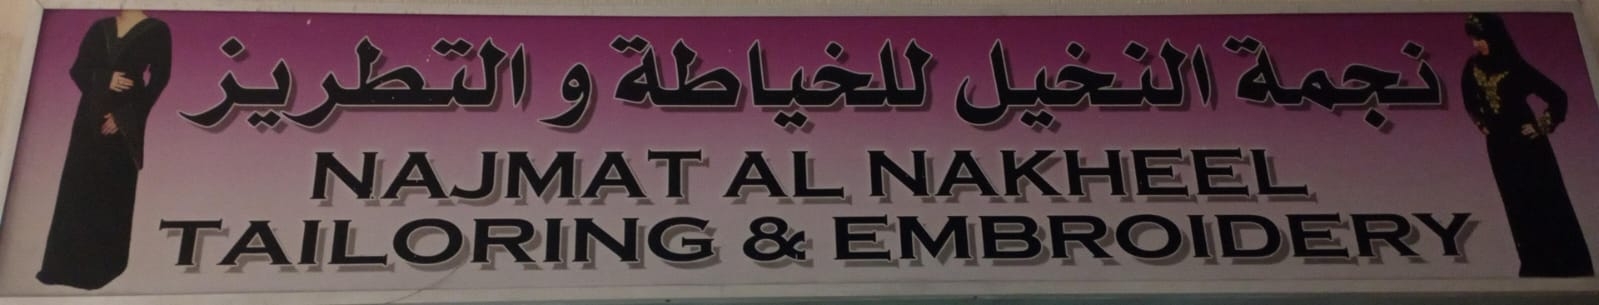 نجمة النخيل للخياطة و التطريز
NAJMAT AL NAKHEEL
TAILORING & EMBROIDERY